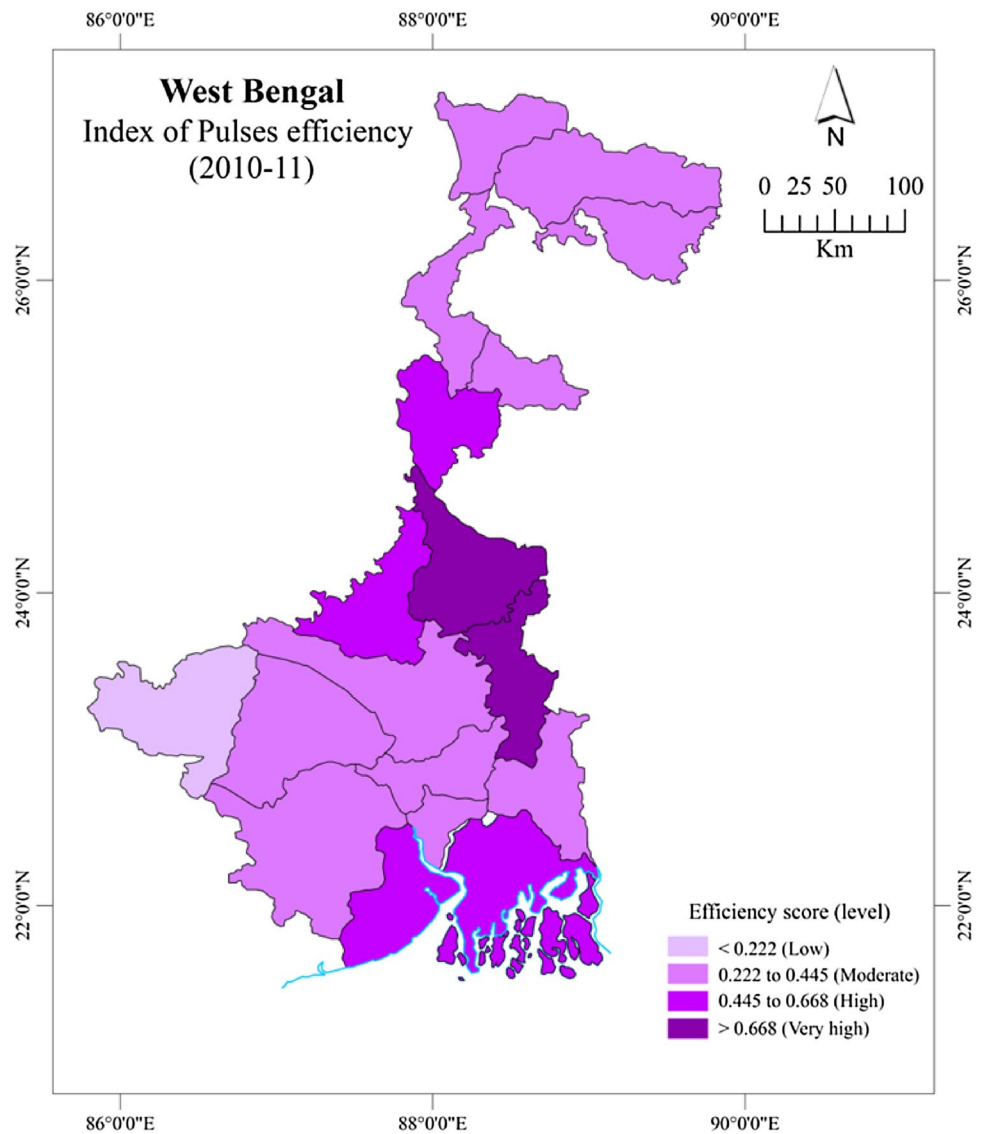 86°0'0"E 88°0'0"E 90°0'0"E
West Bengal
Index of Pulses efficiency
(2010-11)
N
0 25 50 100
Km
26°0'0"N 26°0'0"N
24°0'0"N 24°0'0"N
22°0'0"N 22°0'0"N
Efficiency score (level)
< 0.222 (Low)
0.222 to 0.445 (Moderate)
0.445 to 0.668 (High)
> 0.668 (Very high)
86°0'0"E 88°0'0"E 90°0'0"E